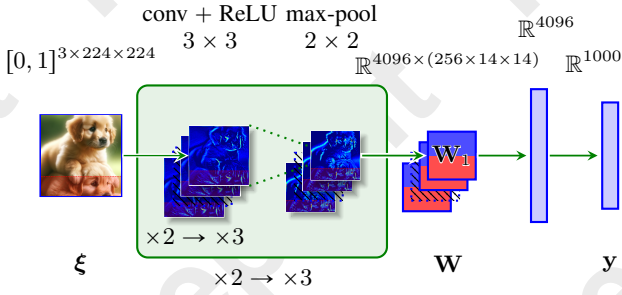 conv + ReLU max-pool
3 × 3 2 × 2
[0, 1]^{3×224×224}
ℝ^{4096×(256×14×14)}
ℝ^{4096}
ℝ^{1000}
W₁
×2 → ×3
×2 → ×3
ξ W y